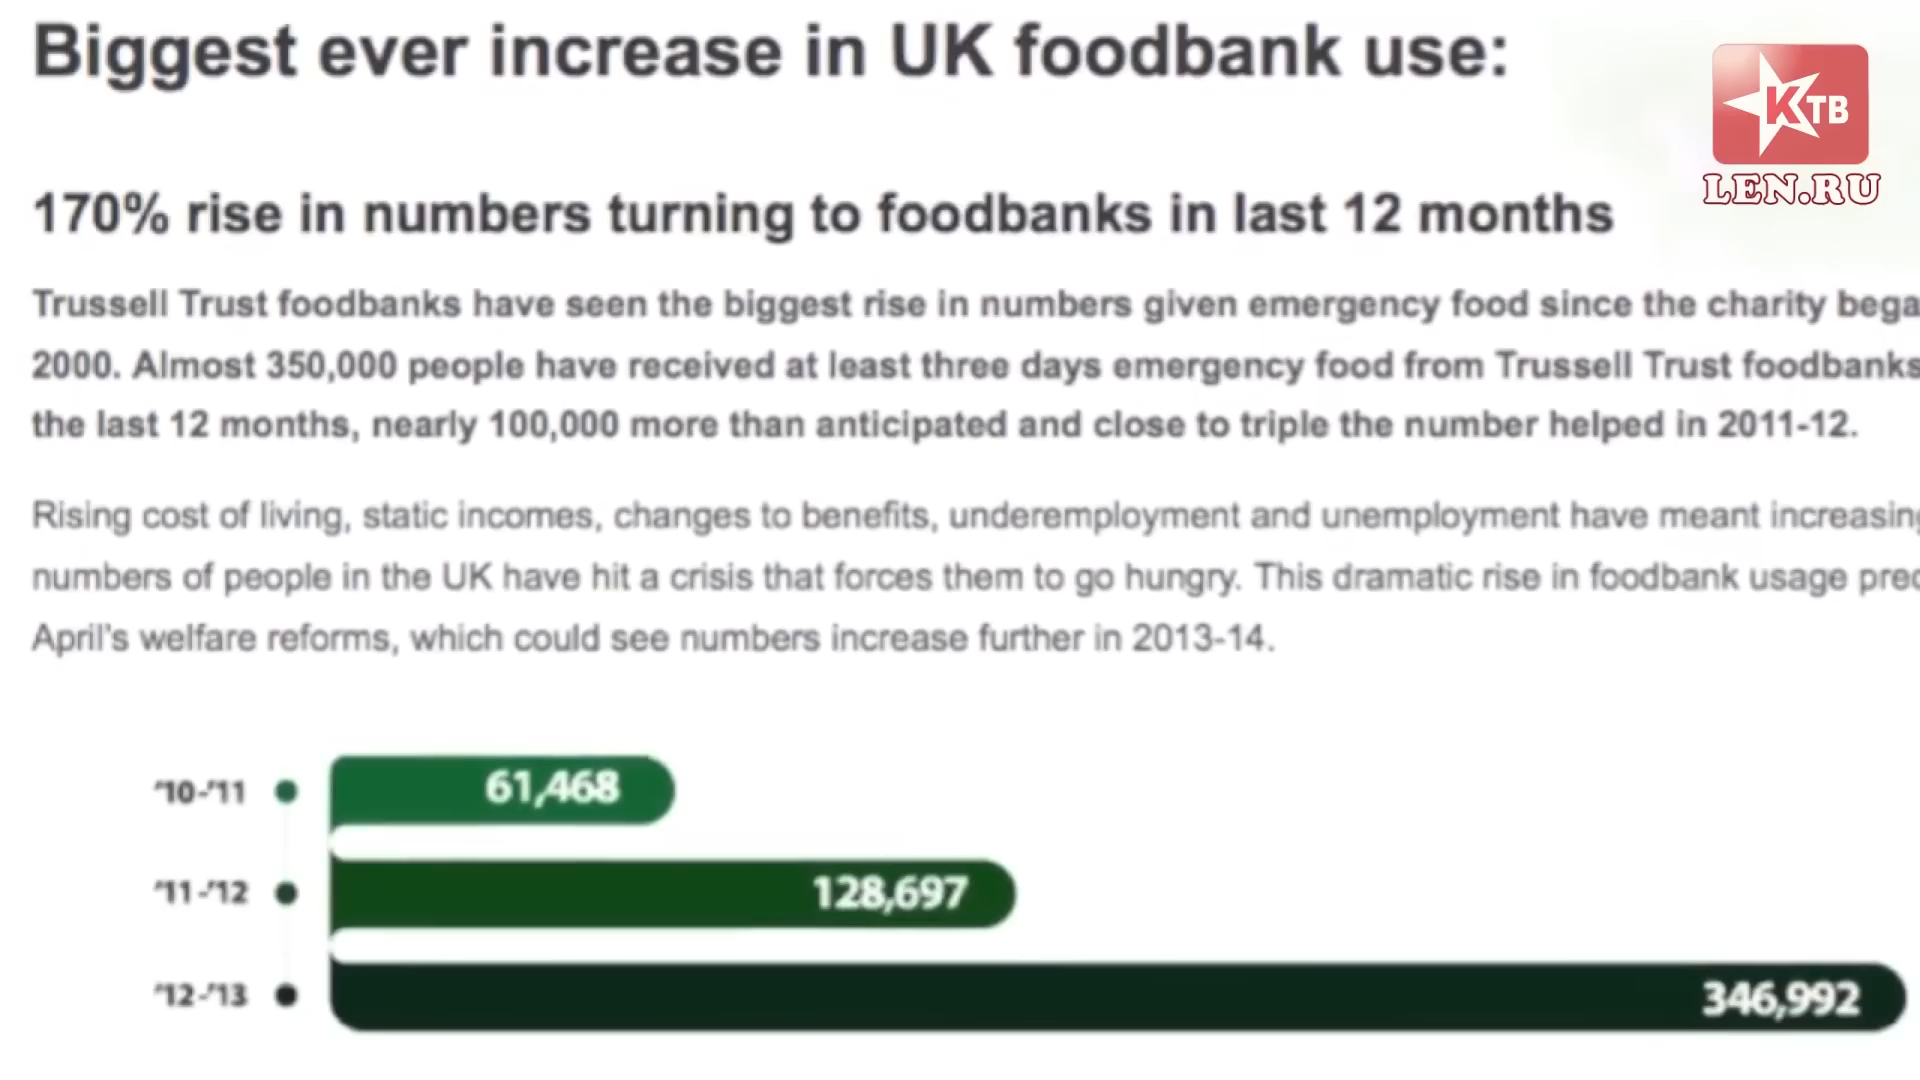 Biggest ever increase in UK foodbank use:
KТВ
LEN.RU
170% rise in numbers turning to foodbanks in last 12 months
Trussell Trust foodbanks have seen the biggest rise in numbers given emergency food since the charity bega
2000. Almost 350,000 people have received at least three days emergency food from Trussell Trust foodbanks
the last 12 months, nearly 100,000 more than anticipated and close to triple the number helped in 2011-12.
Rising cost of living, static incomes, changes to benefits, underemployment and unemployment have meant increasing
numbers of people in the UK have hit a crisis that forces them to go hungry. This dramatic rise in foodbank usage pred
April's welfare reforms, which could see numbers increase further in 2013-14.
'10-'11 61,468
'11-'12 128,697
'12-'13 346,992